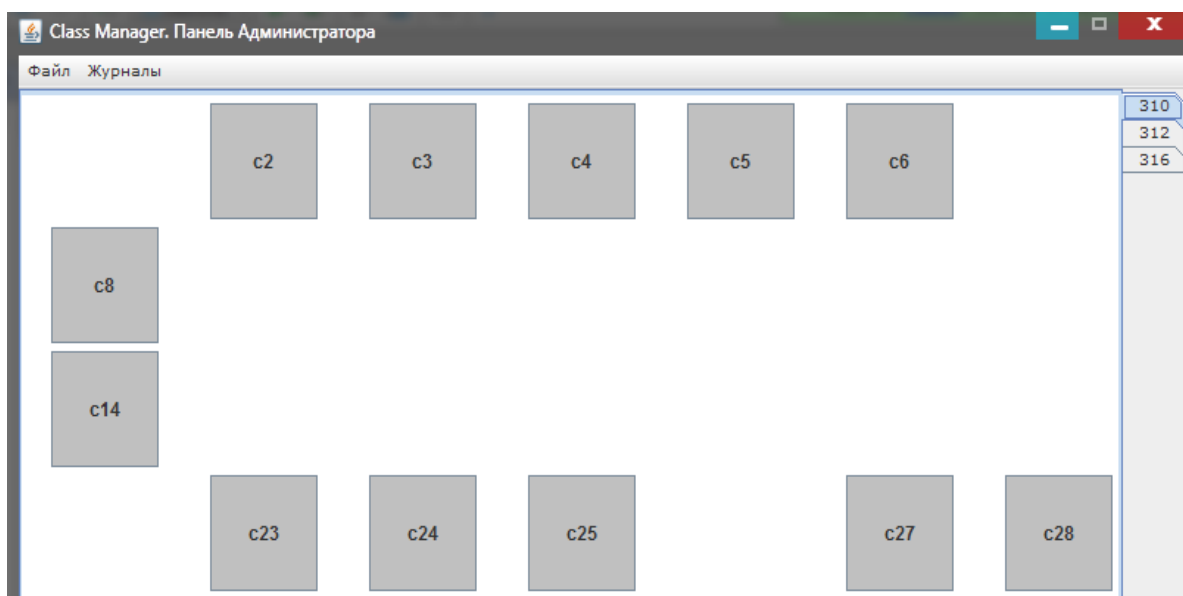 Class Manager. Панель Администратора
Файл Журналы
310
312
316
c2 c3 c4 c5 c6
c8
c14
c23 c24 c25 c27 c28